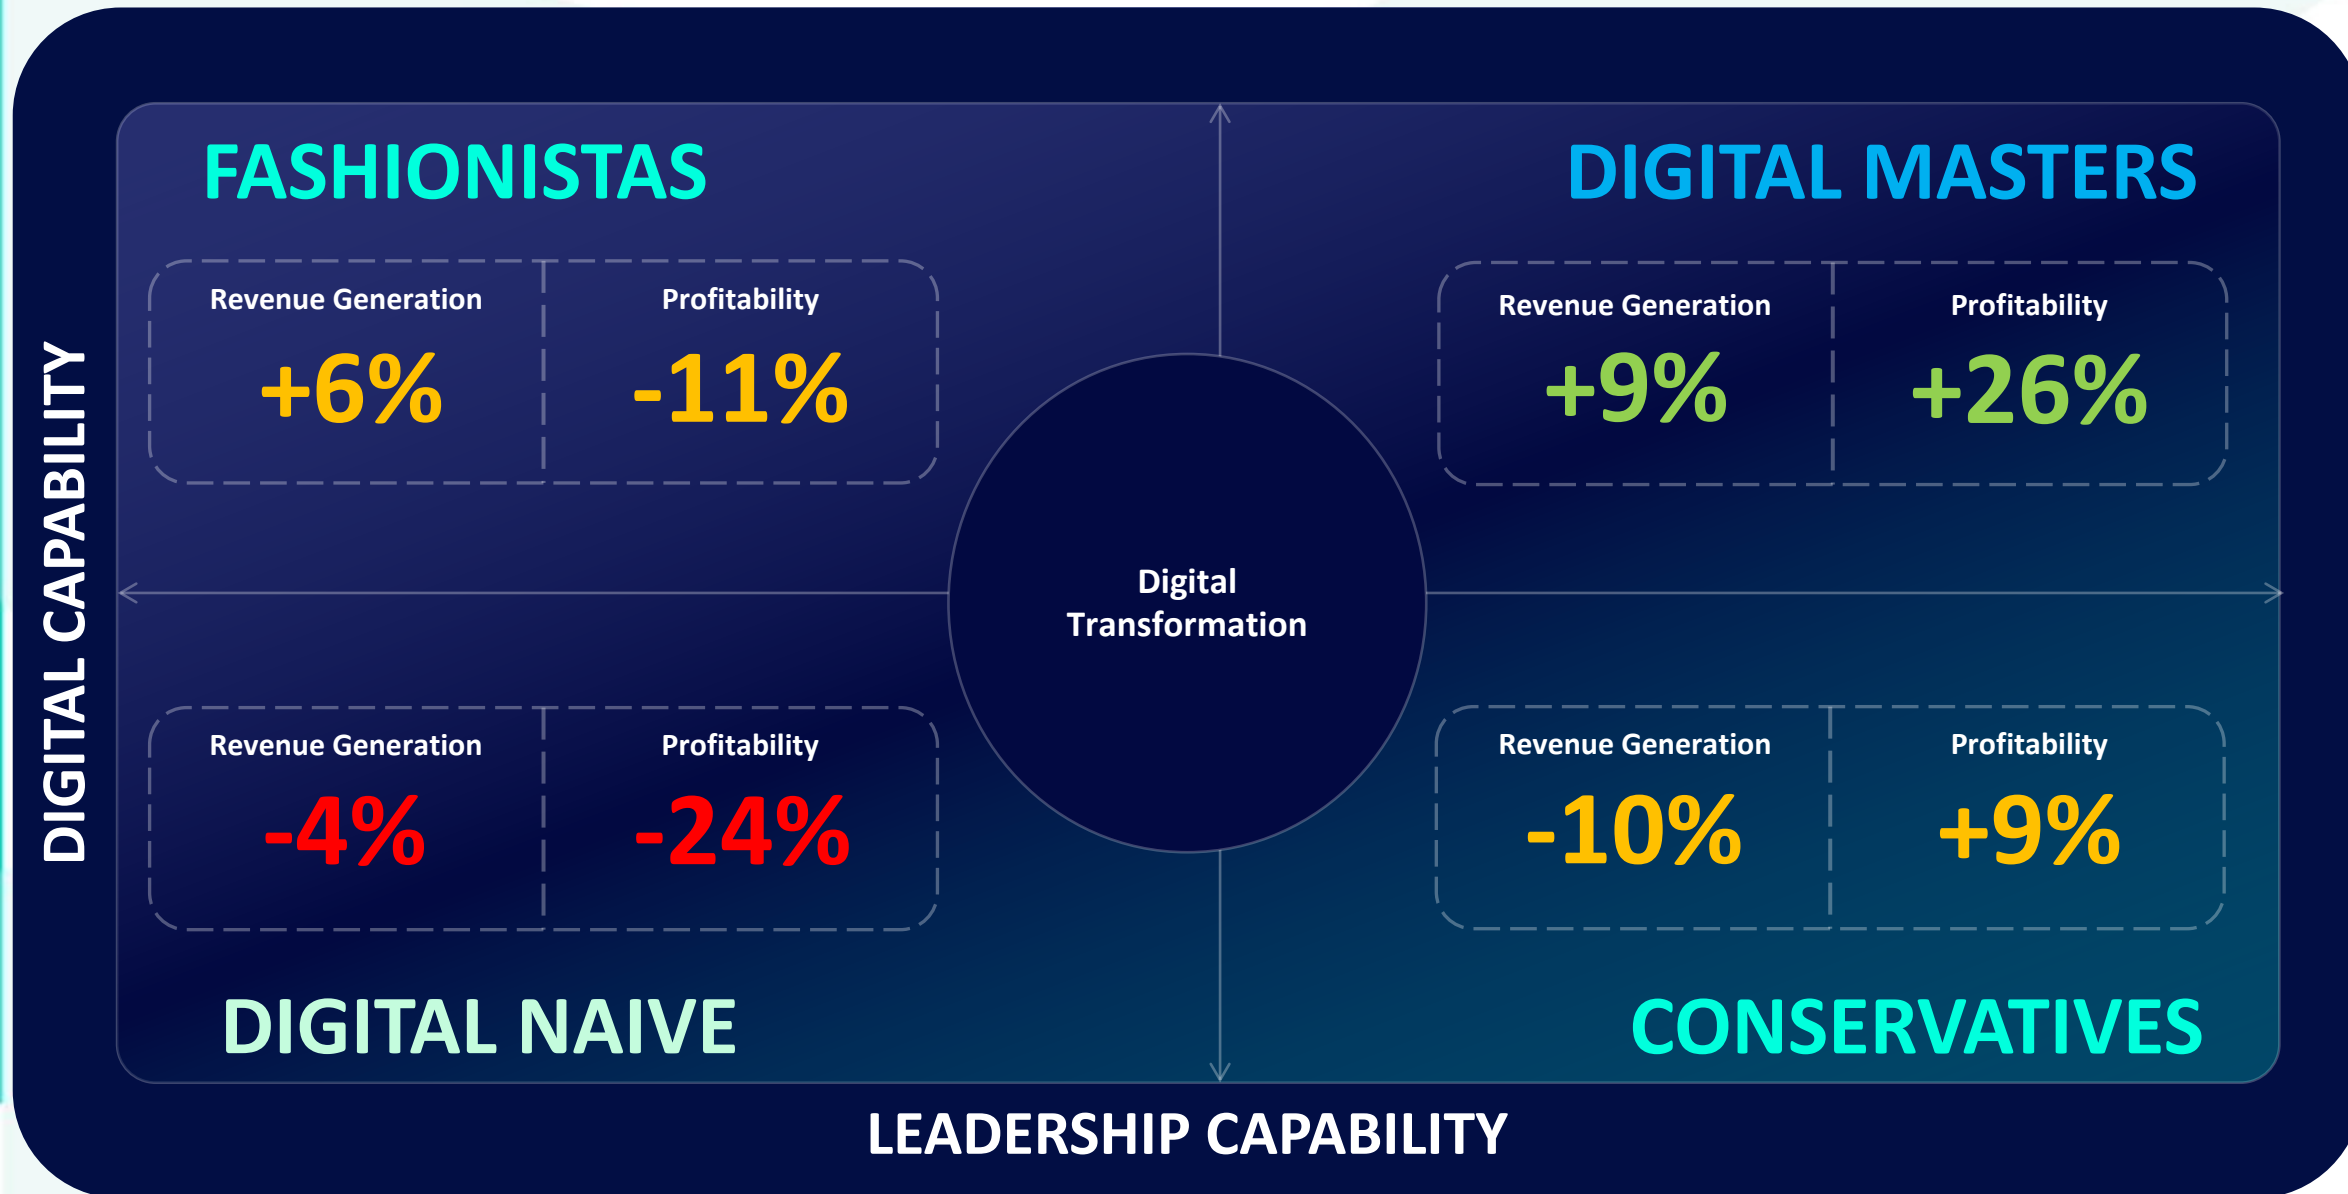 FASHIONISTAS
DIGITAL MASTERS
Revenue Generation
Profitability
+6%
-11%
Revenue Generation
Profitability
+9%
+26%
DIGITAL CAPABILITY
Digital
Transformation
Revenue Generation
Profitability
-4%
-24%
Revenue Generation
Profitability
-10%
+9%
DIGITAL NAIVE
CONSERVATIVES
LEADERSHIP CAPABILITY